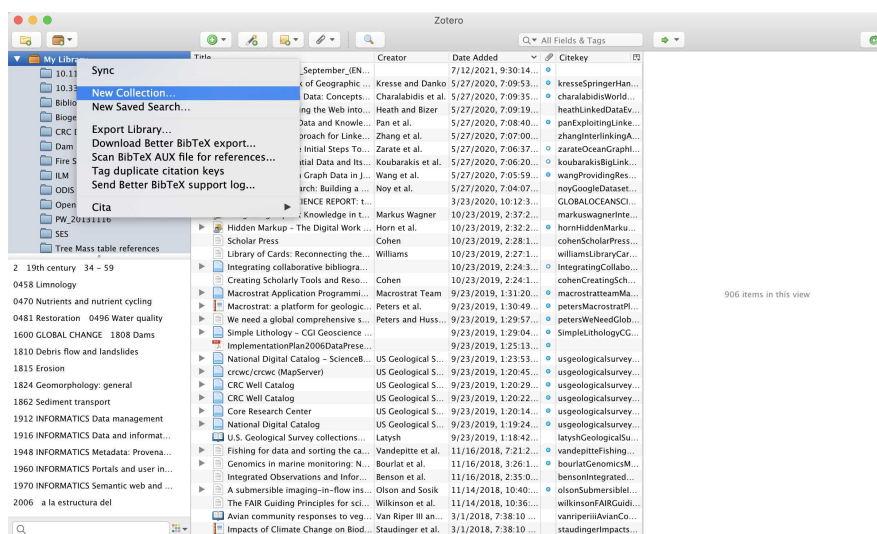 Zotero
All Fields & Tags
My Library
Title Creator Date Added Citekey
Sync
New Collection...
New Saved Search...
Export Library...
Download Better BibTeX export...
Scan BibTeX AUX file for references...
Tag duplicate citation keys
Send Better BibTeX support log...
Cita
10.11
10.33
Biblio
Bioge
CRC D
Dam
Fire S
ILM
ODIS
Open
PW_20131116
SES
Tree Mass table references
2 19th century 34 – 59
0458 Limnology
0470 Nutrients and nutrient cycling
0481 Restoration 0496 Water quality
1600 GLOBAL CHANGE 1808 Dams
1810 Debris flow and landslides
1815 Erosion
1824 Geomorphology: general
1862 Sediment transport
1912 INFORMATICS Data management
1916 INFORMATICS Data and informat...
1948 INFORMATICS Metadata: Provena...
1960 INFORMATICS Portals and user in...
1970 INFORMATICS Semantic web and ...
2006 a la estructura del
_September_(EN... 7/12/2021, 9:30:14...
of Geographic ... Kresse and Danko 5/27/2020, 7:09:53... kresseSpringerHan...
Data: Concepts... Charalabidis et al. 5/27/2020, 7:09:35... charalabidisWorld...
ing the Web into... Heath and Bizer 5/27/2020, 7:09:19... heathLinkedDataEv...
Data and Knowle... Pan et al. 5/27/2020, 7:08:40... panExploitingLinke...
proach for Linke... Zhang et al. 5/27/2020, 7:07:00... zhangInterlinkingA...
e Initial Steps To... Zarate et al. 5/27/2020, 7:06:37... zarateOceanGraphI...
tial Data and Its... Koubarakis et al. 5/27/2020, 7:06:20... koubarakisBigLink...
Graph Data in J... Wang et al. 5/27/2020, 7:05:59... wangProvidingRes...
arch: Building a ... Noy et al. 5/27/2020, 7:04:07... noyGoogleDataset...
IENCE REPORT: t... 3/23/2020, 10:12:3... GLOBALOCEANSCI...
Knowledge in t... Markus Wagner 10/23/2019, 2:37:2... markuswagnerInte...
Hidden Markup – The Digital Work ... Horn et al. 10/23/2019, 2:32:2... hornHiddenMarku...
Scholar Press Cohen 10/23/2019, 2:28:1... cohenScholarPress...
Library of Cards: Reconnecting the... Williams 10/23/2019, 2:27:1... williamsLibraryCar...
Integrating collaborative bibliogra... 10/23/2019, 2:24:3... IntegratingCollabo...
Creating Scholarly Tools and Reso... Cohen 10/23/2019, 2:24:1... cohenCreatingSch...
Macrostrat Application Programmi... Macrostrat Team 9/23/2019, 1:31:20... macrostratteamMa...
Macrostrat: a platform for geologic... Peters et al. 9/23/2019, 1:30:49... petersMacrostratPl...
We need a global comprehensive s... Peters and Huss... 9/23/2019, 1:29:57... petersWeNeedGlob...
Simple Lithology – CGI Geoscience ... 9/23/2019, 1:29:04... SimpleLithologyCG...
ImplementationPlan2006DataPrese... 9/23/2019, 1:25:13...
National Digital Catalog – ScienceB... US Geological S... 9/23/2019, 1:23:53... usgeologicalsurvey...
crcwc/crcwc (MapServer) US Geological S... 9/23/2019, 1:20:45... usgeologicalsurvey...
CRC Well Catalog US Geological S... 9/23/2019, 1:20:29... usgeologicalsurvey...
CRC Well Catalog US Geological S... 9/23/2019, 1:20:22... usgeologicalsurvey...
Core Research Center US Geological S... 9/23/2019, 1:20:14... usgeologicalsurvey...
National Digital Catalog US Geological S... 9/23/2019, 1:19:24... usgeologicalsurvey...
U.S. Geological Survey collections... Latysh 9/23/2019, 1:18:42... latyshGeologicalSu...
Fishing for data and sorting the ca... Vandepitte et al. 11/16/2018, 7:21:2... vandepitteFishing...
Genomics in marine monitoring: N... Bourlat et al. 11/16/2018, 3:26:1... bourlatGenomicsM...
Integrated Observations and Infor... Benson et al. 11/16/2018, 2:35:0... bensonIntegrated...
A submersible imaging-in-flow ins... Olson and Sosik 11/14/2018, 10:40:... olsonSubmersibleI...
The FAIR Guiding Principles for sci... Wilkinson et al. 11/14/2018, 10:36:... wilkinsonFAIRGuidi...
Avian community responses to veg... Van Riper III an... 3/1/2018, 7:38:10 ... vanriperiiiAvianCo...
Impacts of Climate Change on Biod... Staudinger et al. 3/1/2018, 7:38:10 ... staudingerImpacts...
906 items in this view